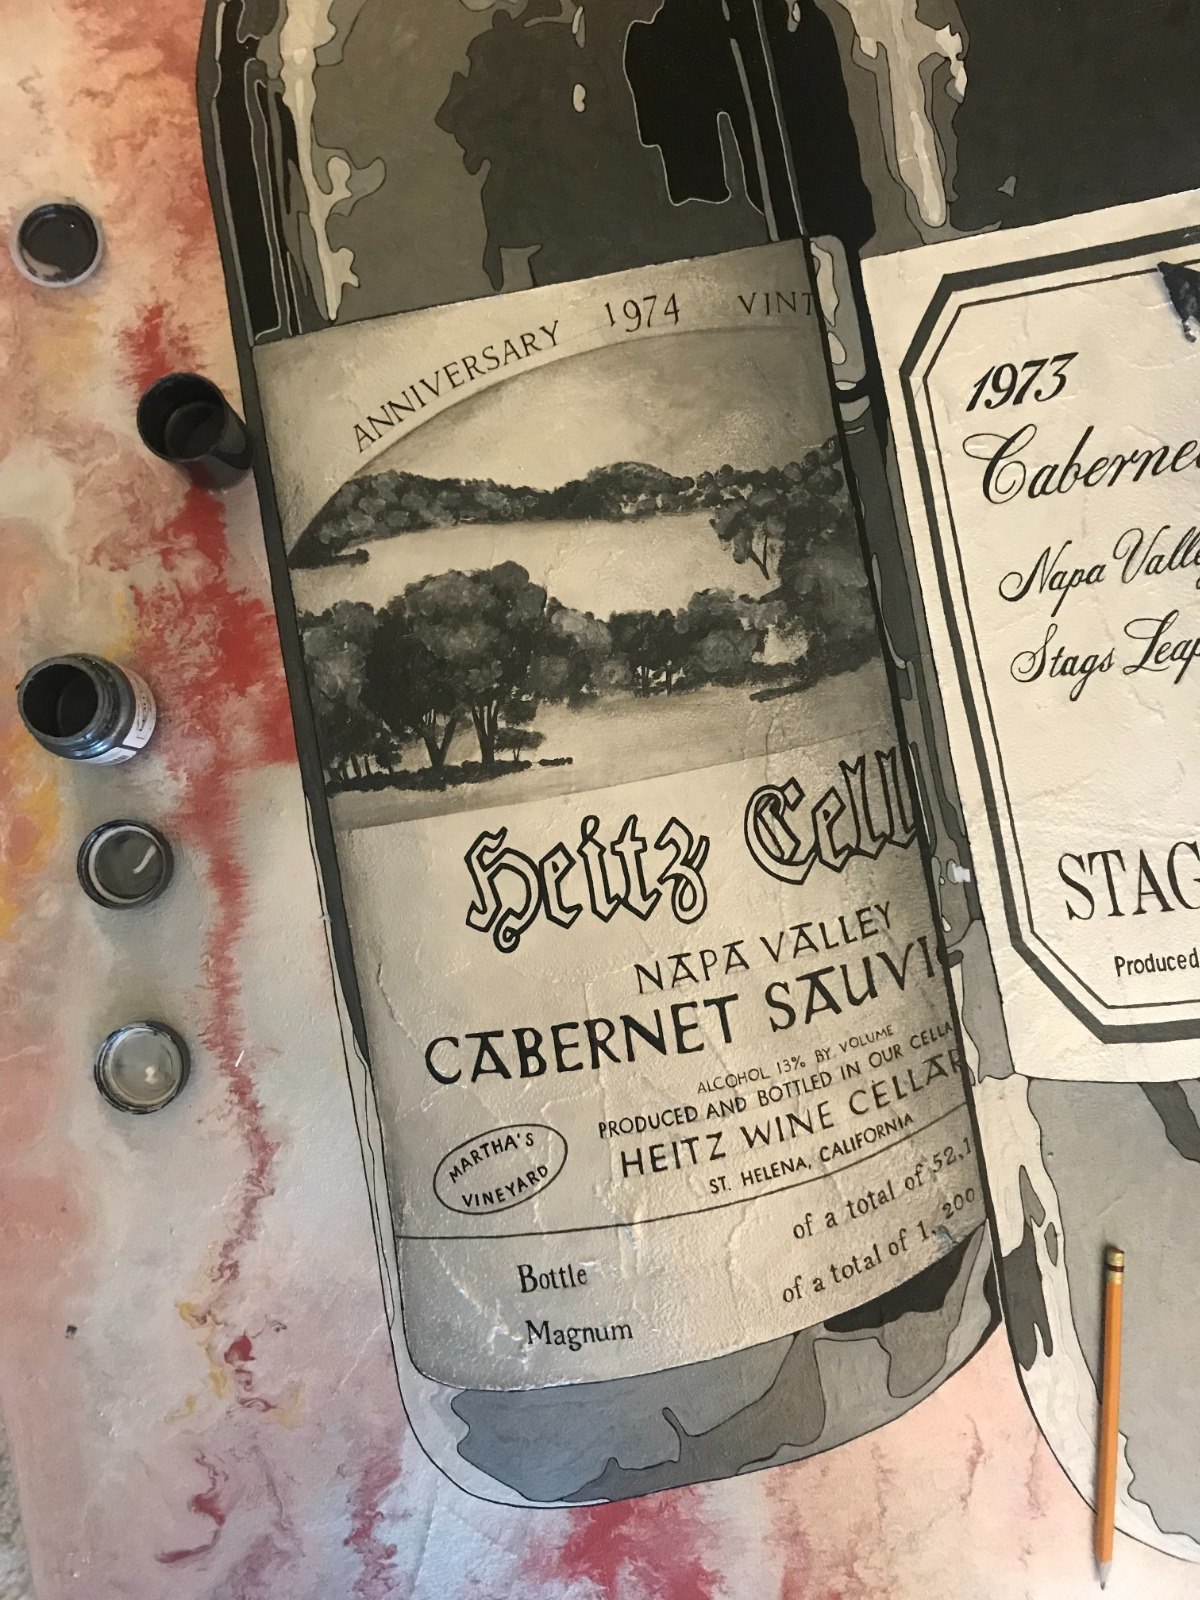 ANNIVERSARY 1974 VINT
Heitz Cell
NAPA VALLEY
CABERNET SAUVI
ALCOHOL 13% BY VOLUME
PRODUCED AND BOTTLED IN OUR CELLA
HEITZ WINE CELLAR
ST. HELENA, CALIFORNIA
MARTHA'S
VINEYARD
Bottle of a total of 52,1
Magnum of a total of 1, 200
1973
Cabernet
Napa Valle
Stags Leap
STAG
Produced